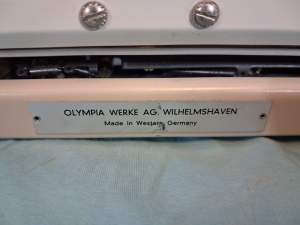 OLYMPIA WERKE AG. WILHELMSHAVEN
Made in Western Germany